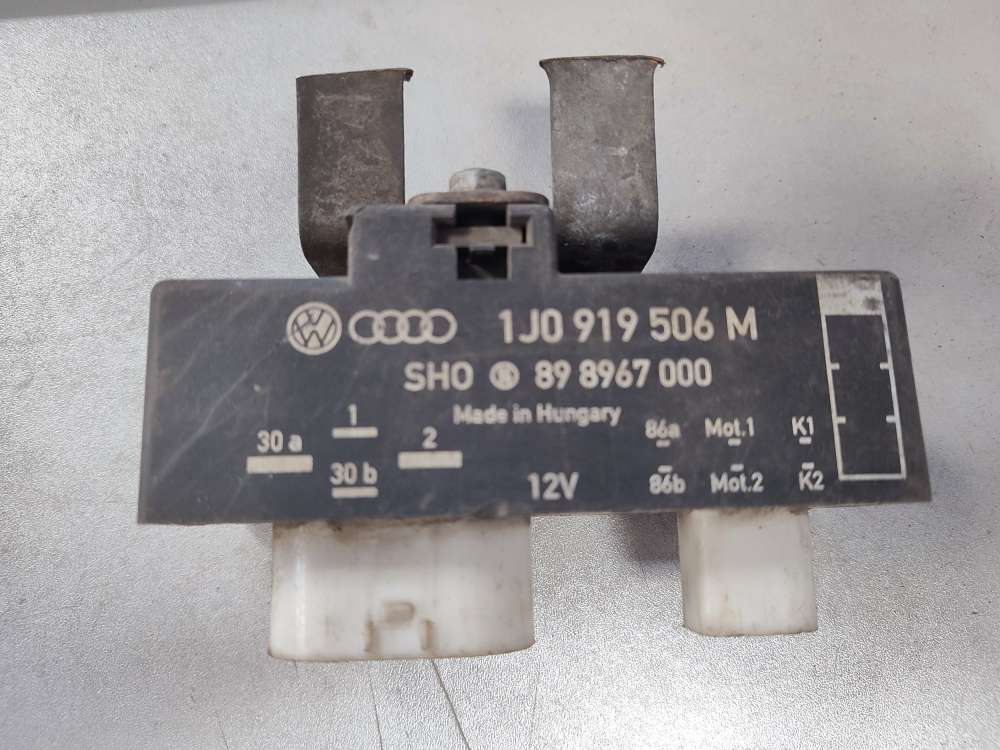 1J0 919 506 M
SHO 89 8967 000
Made in Hungary
30 a 1 2 86a Mot.1 K1
30 b 12V 86b Mot.2 K2